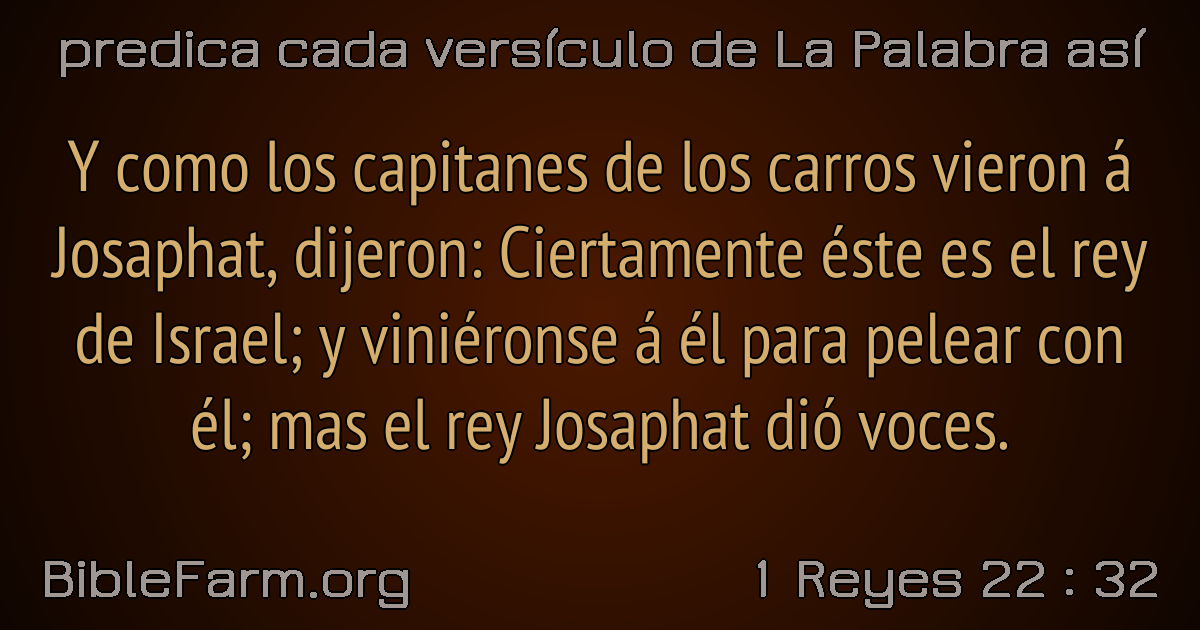 predica cada versículo de La Palabra así
Y como los capitanes de los carros vieron á
Josaphat, dijeron: Ciertamente éste es el rey
de Israel; y viniéronse á él para pelear con
él; mas el rey Josaphat dió voces.
BibleFarm.org
1 Reyes 22 : 32